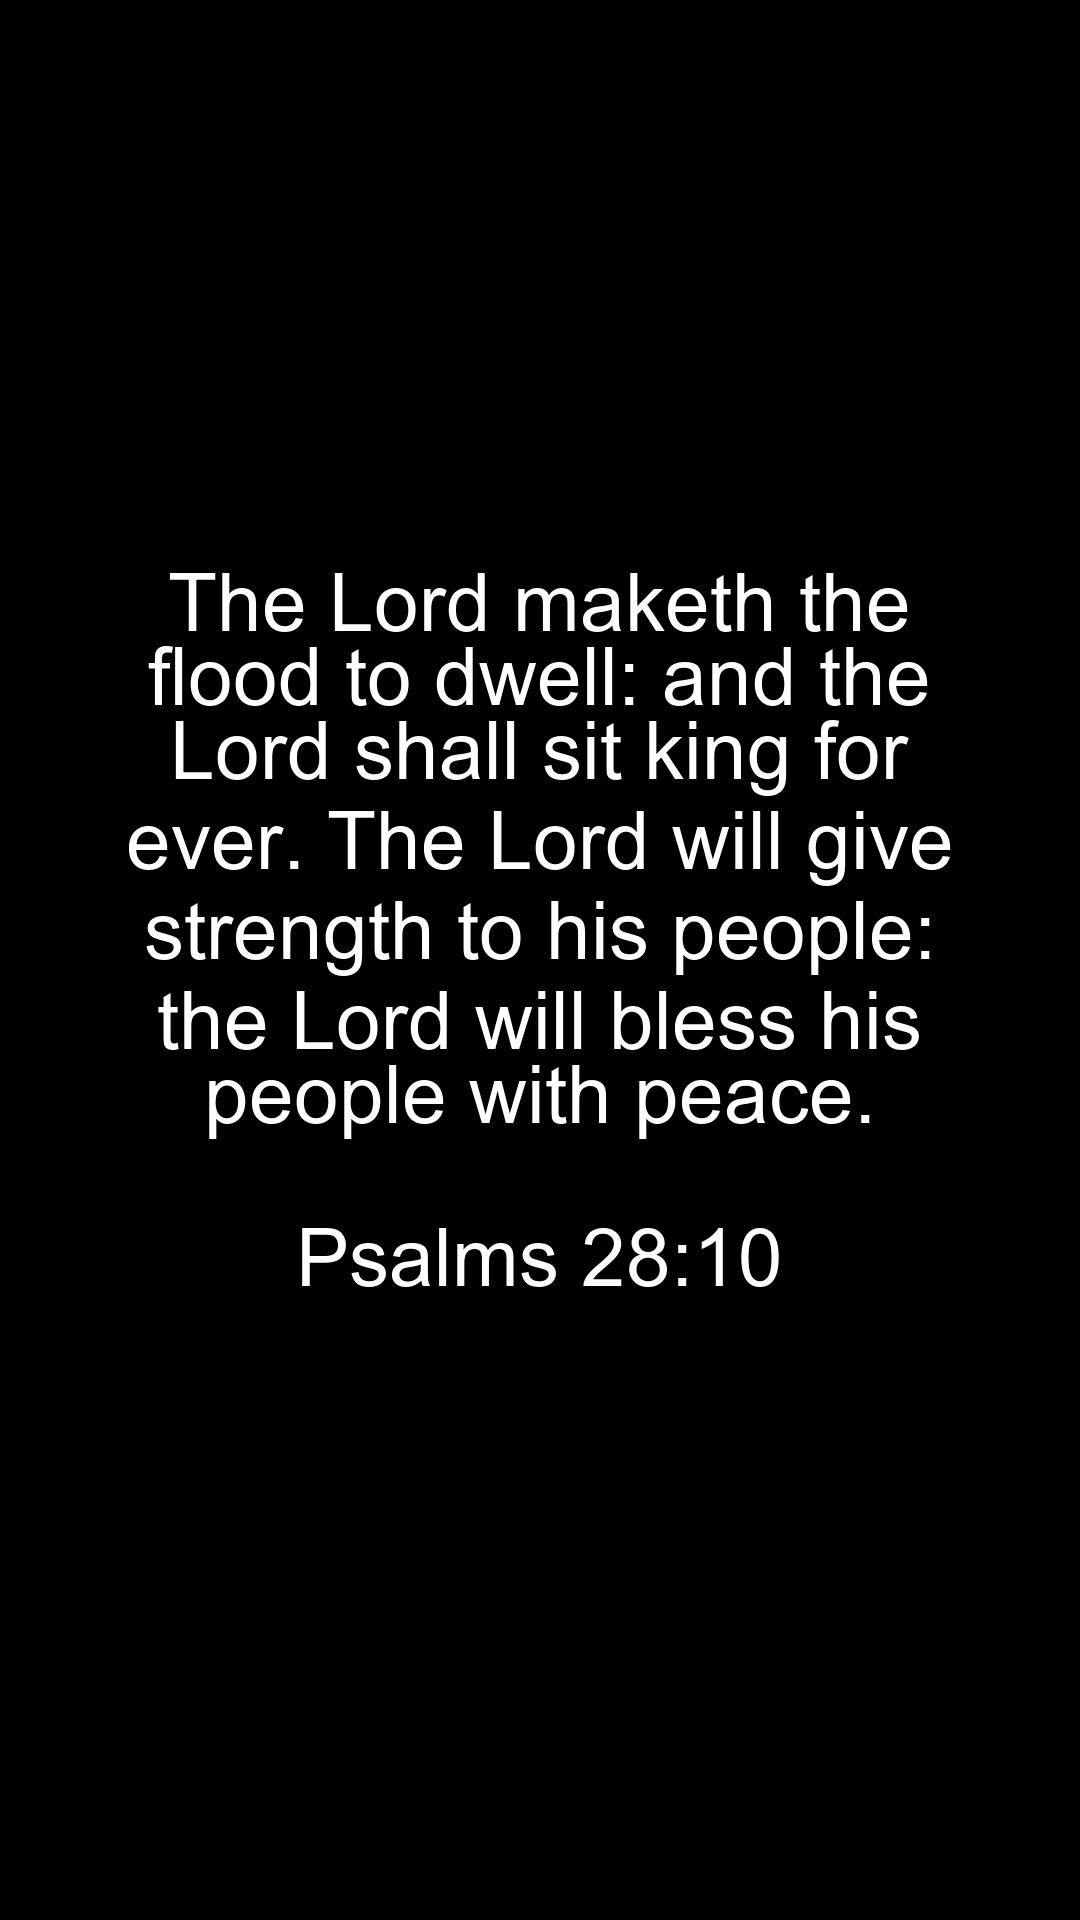 The Lord maketh the
flood to dwell: and the
Lord shall sit king for
ever. The Lord will give
strength to his people:
the Lord will bless his
people with peace.
Psalms 28:10